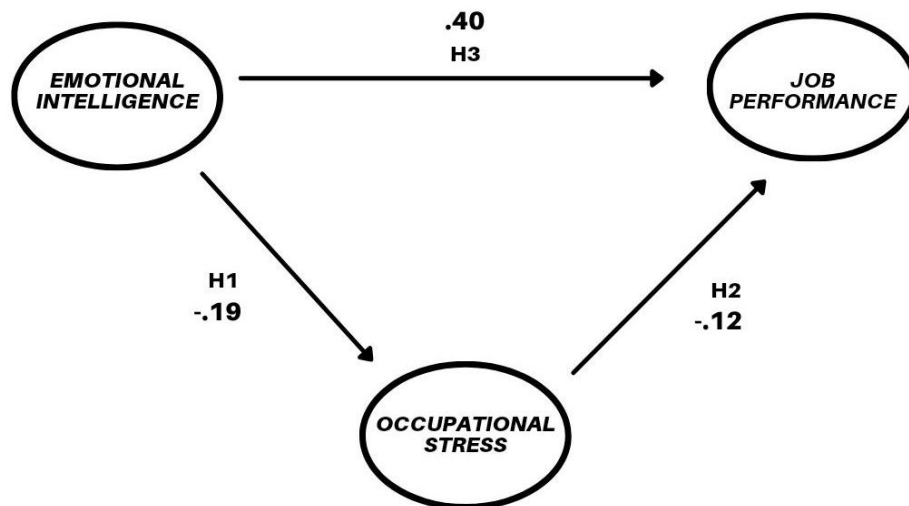 .40
H3
EMOTIONAL
INTELLIGENCE
JOB
PERFORMANCE
H1
-.19
H2
-.12
OCCUPATIONAL
STRESS